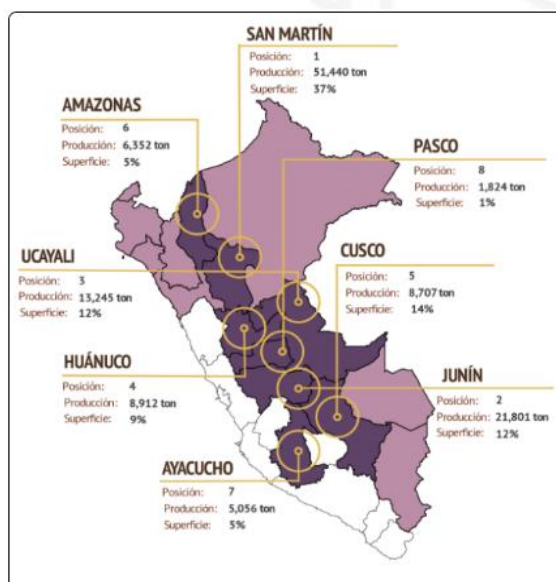 SAN MARTÍN
Posición: 1
Producción: 51,440 ton
Superficie: 37%
AMAZONAS
Posición: 6
Producción: 6,352 ton
Superficie: 5%
PASCO
Posición: 8
Producción: 1,824 ton
Superficie: 1%
UCAYALI
Posición: 3
Producción: 13,245 ton
Superficie: 12%
CUSCO
Posición: 5
Producción: 8,707 ton
Superficie: 14%
HUÁNUCO
Posición: 4
Producción: 8,912 ton
Superficie: 9%
JUNÍN
Posición: 2
Producción: 21,801 ton
Superficie: 12%
AYACUCHO
Posición: 7
Producción: 5,056 ton
Superficie: 5%